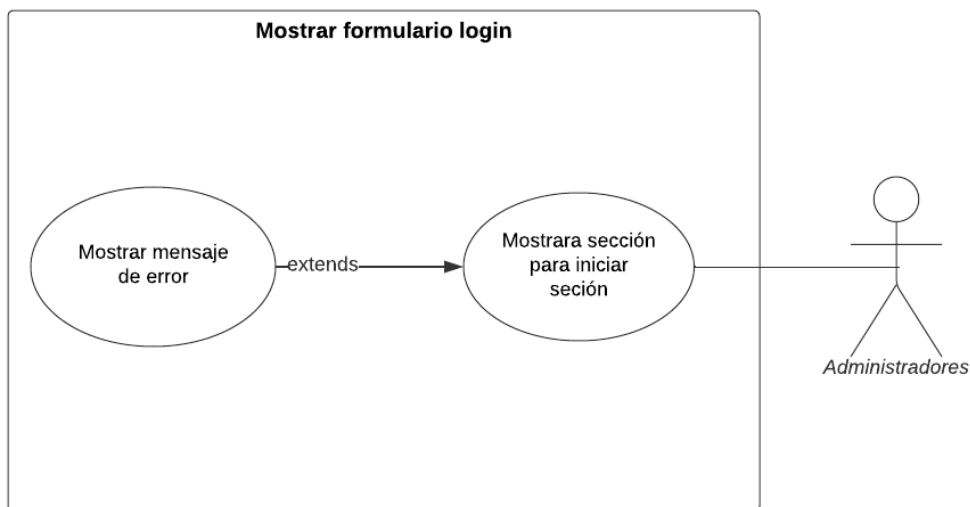 Mostrar formulario login
Mostrar mensaje
de error
extends
Mostrara sección
para iniciar
seción
Administradores